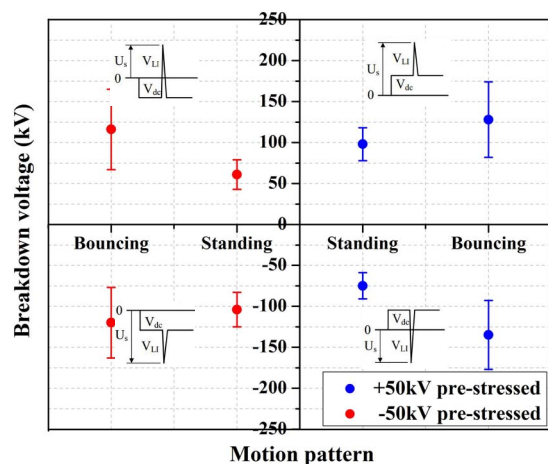 Breakdown voltage (kV)
250
200
150
100
50
0
-50
-100
-150
-200
-250
U_s
V_LI
0
V_dc
U_s
V_LI
V_dc
0
Bouncing
Standing
Standing
Bouncing
0
V_dc
U_s
V_LI
0
V_dc
U_s
V_LI
+50kV pre-stressed
-50kV pre-stressed
Motion pattern